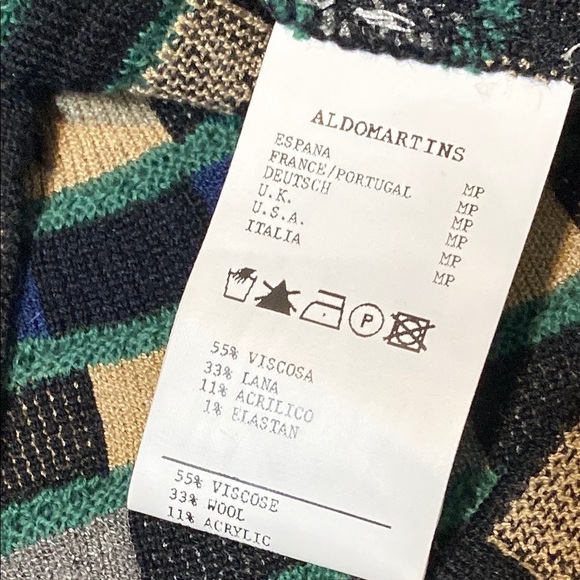 ALDOMARTINS
ESPANA MP
FRANCE/PORTUGAL MP
DEUTSCH MP
U.K. MP
U.S.A. MP
ITALIA MP
P
55% VISCOSA
33% LANA
11% ACRILICO
1% ELASTAN
55% VISCOSE
33% WOOL
11% ACRYLIC